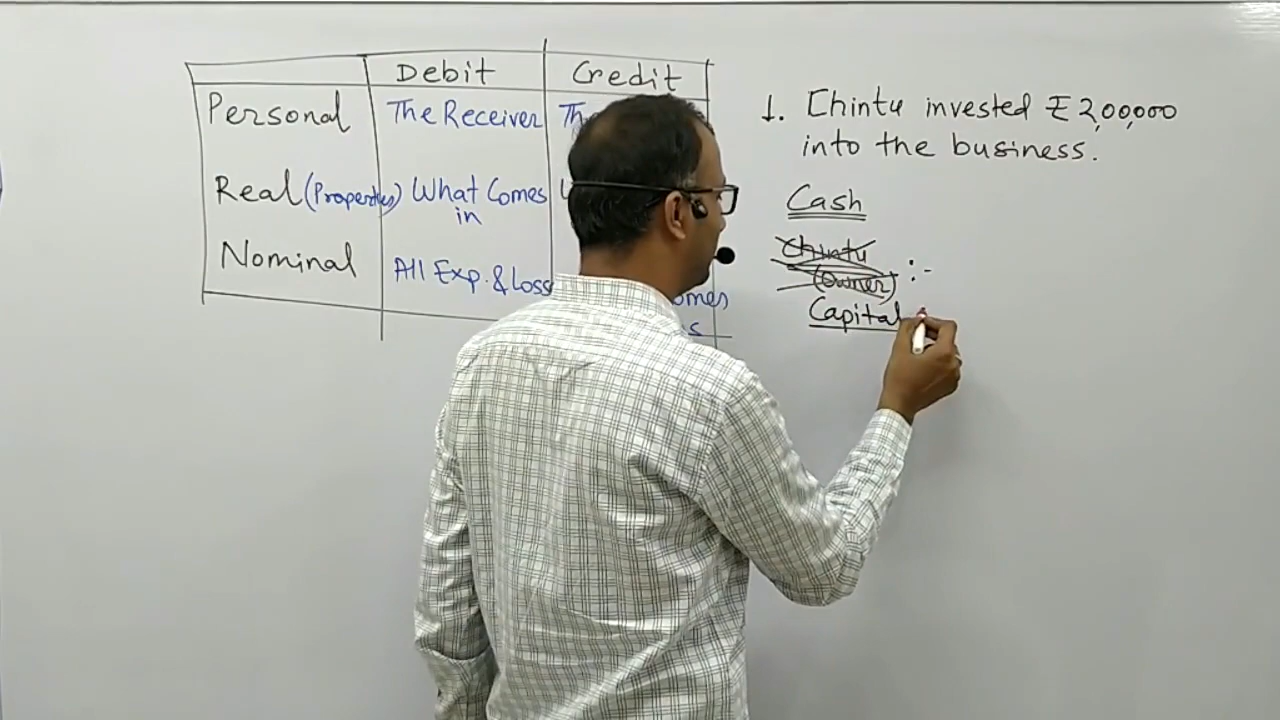 Debit Credit
Personal The Receiver Th
Real (Properties) What Comes
in
Nominal All Exp. & Loss
omes
s
1. Chintu invested ₹ 2,00,000
into the business.
Cash
Chintu
(Owner) :-
Capital